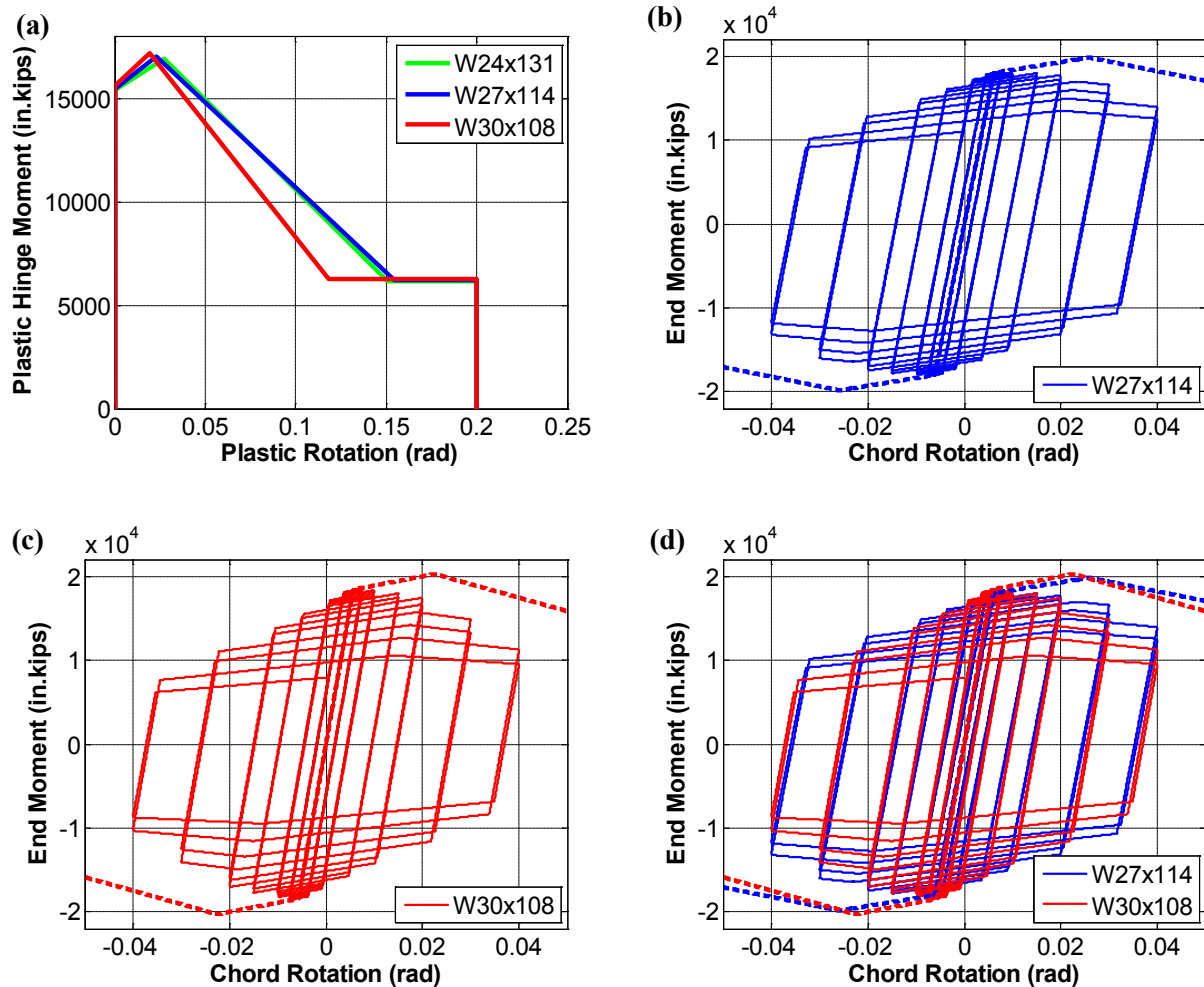 (a)
Plastic Hinge Moment (in.kips)
15000
10000
5000
0
0
0.05
0.1
0.15
0.2
0.25
Plastic Rotation (rad)
W24x131
W27x114
W30x108
(b)
x 10^4
End Moment (in.kips)
2
1
0
-1
-2
-0.04
-0.02
0
0.02
0.04
Chord Rotation (rad)
W27x114
(c)
x 10^4
End Moment (in.kips)
2
1
0
-1
-2
-0.04
-0.02
0
0.02
0.04
Chord Rotation (rad)
W30x108
(d)
x 10^4
End Moment (in.kips)
2
1
0
-1
-2
-0.04
-0.02
0
0.02
0.04
Chord Rotation (rad)
W27x114
W30x108